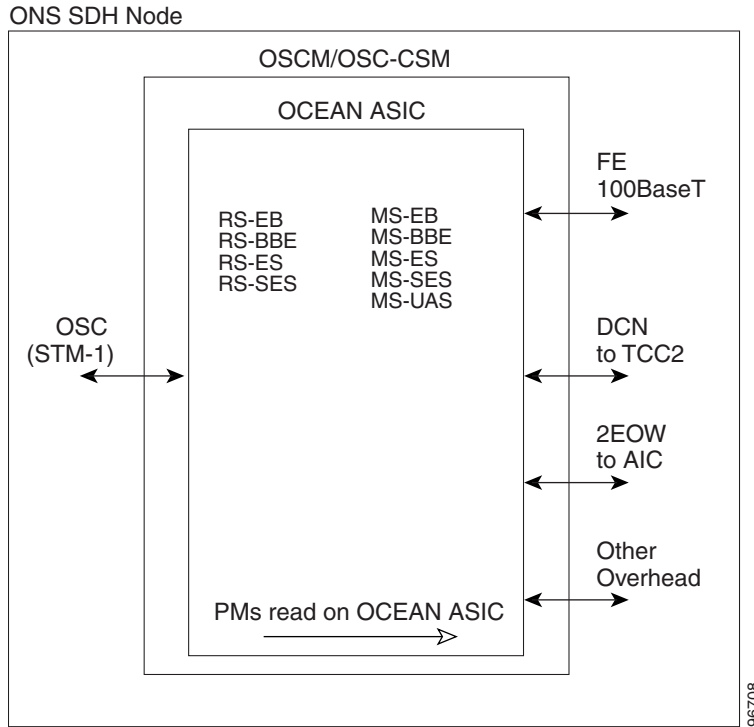 ONS SDH Node
OSCM/OSC-CSM
OCEAN ASIC
FE
100BaseT
RS-EB
RS-BBE
RS-ES
RS-SES
MS-EB
MS-BBE
MS-ES
MS-SES
MS-UAS
OSC
(STM-1)
DCN
to TCC2
2EOW
to AIC
Other
Overhead
PMs read on OCEAN ASIC
96708